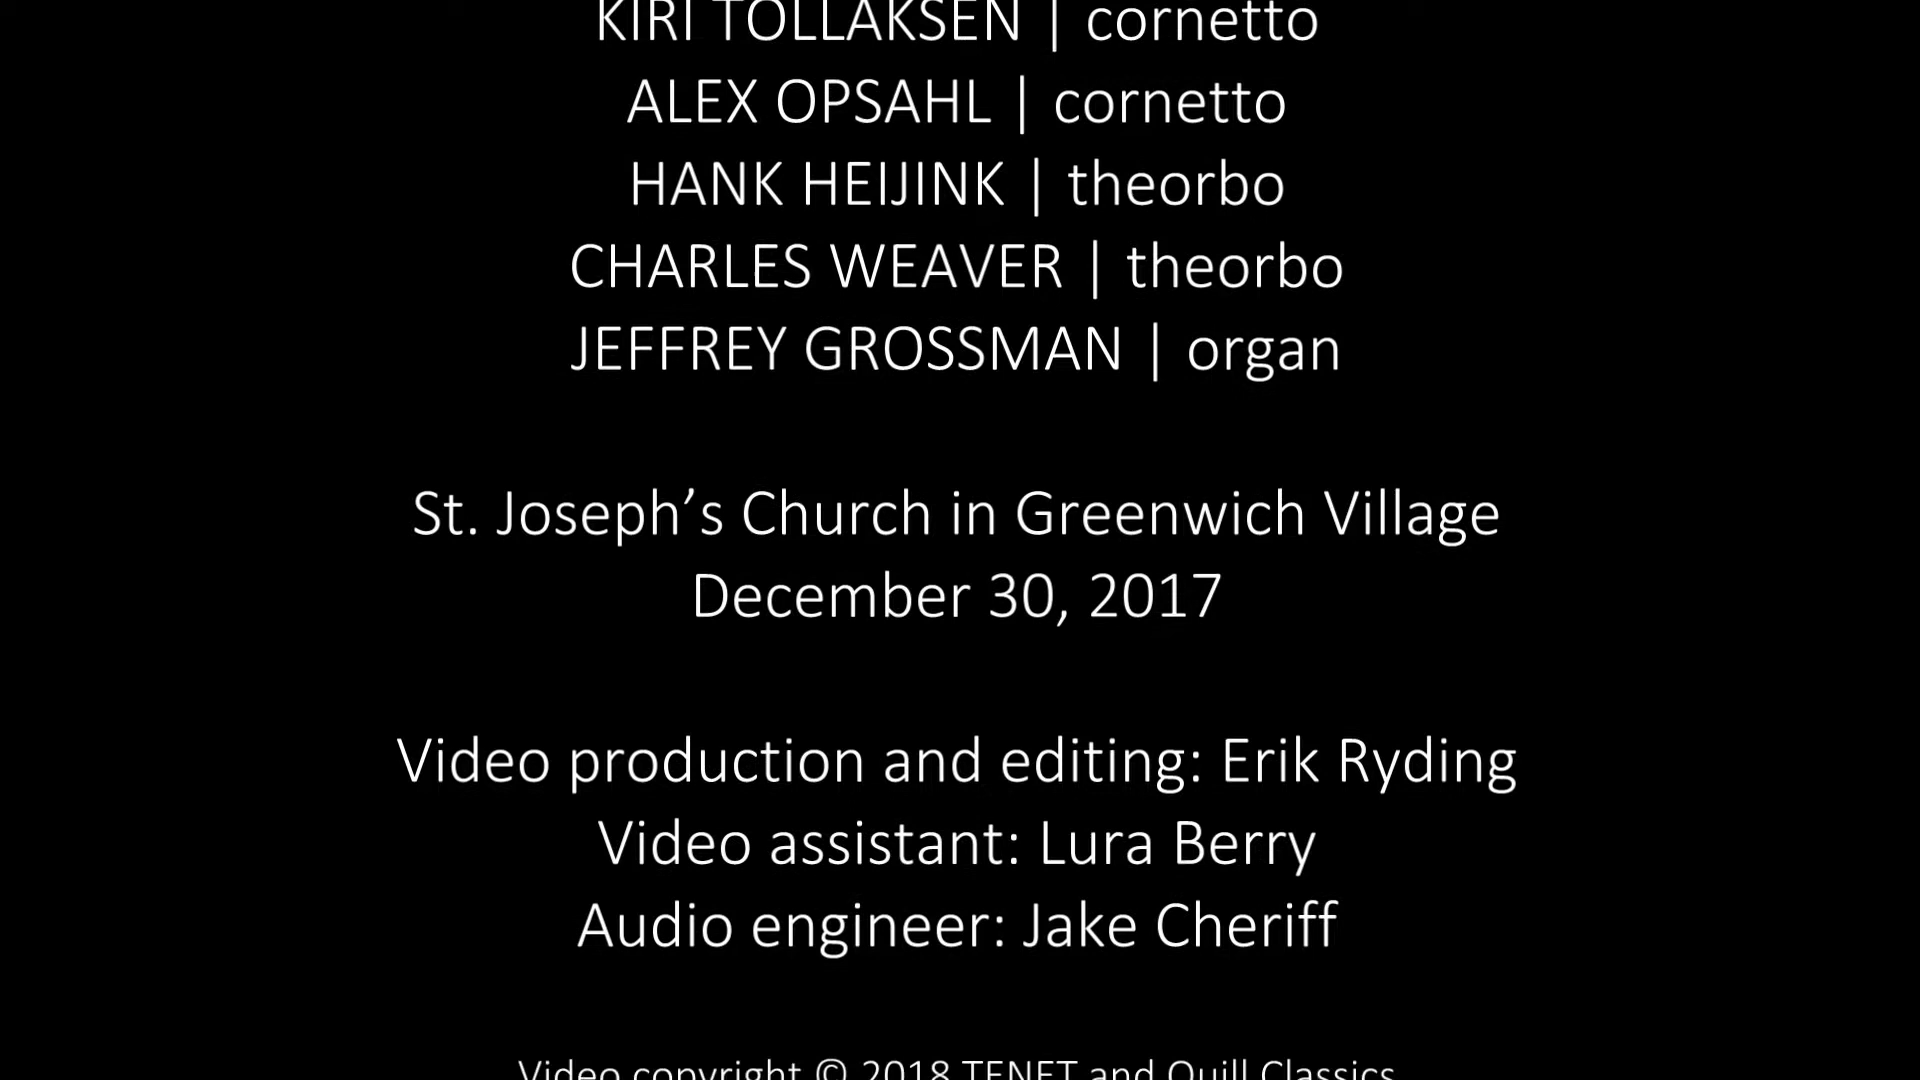 KIRI TOLLAKSEN | cornetto
ALEX OPSAHL | cornetto
HANK HEIJINK | theorbo
CHARLES WEAVER | theorbo
JEFFREY GROSSMAN | organ
St. Joseph’s Church in Greenwich Village
December 30, 2017
Video production and editing: Erik Ryding
Video assistant: Lura Berry
Audio engineer: Jake Cheriff
Video copyright © 2018 TENET and Quill Classics